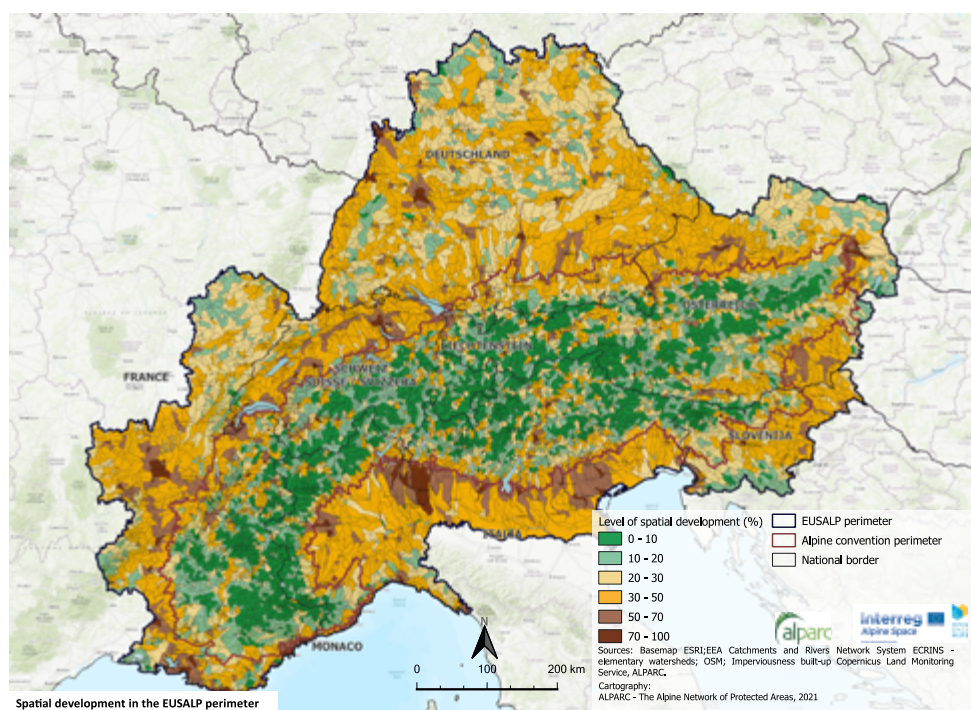 DEUTSCHLAND
ÖSTERREICH
LIECHTENSTEIN
FRANCE
SCHWEIZ
SUISSE - SVIZZERA
SLOVENIJA
ITALIA
MONACO
N
0 100 200 km
Level of spatial development (%)
0 - 10
10 - 20
20 - 30
30 - 50
50 - 70
70 - 100
EUSALP perimeter
Alpine convention perimeter
National border
alparc
Interreg
Alpine Space
Sources: Basemap ESRI;EEA Catchments and Rivers Network System ECRINS -
elementary watersheds; OSM; Imperviousness built-up Copernicus Land Monitoring
Service, ALPARC.
Cartography:
ALPARC - The Alpine Network of Protected Areas, 2021
Spatial development in the EUSALP perimeter